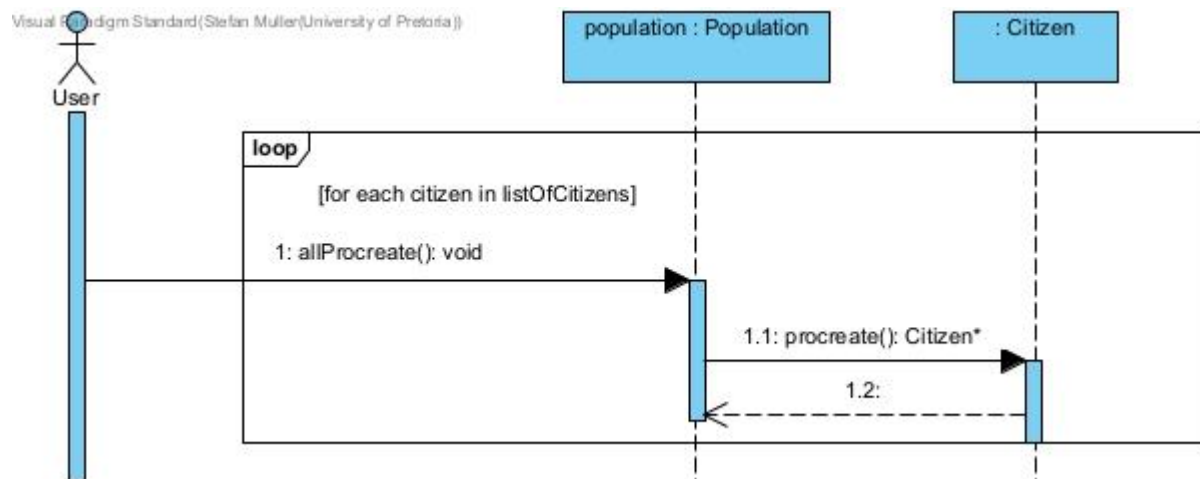 Visual Paradigm Standard(Stefan Muller(University of Pretoria))
User
population : Population
: Citizen
loop
[for each citizen in listOfCitizens]
1: allProcreate(): void
1.1: procreate(): Citizen*
1.2: